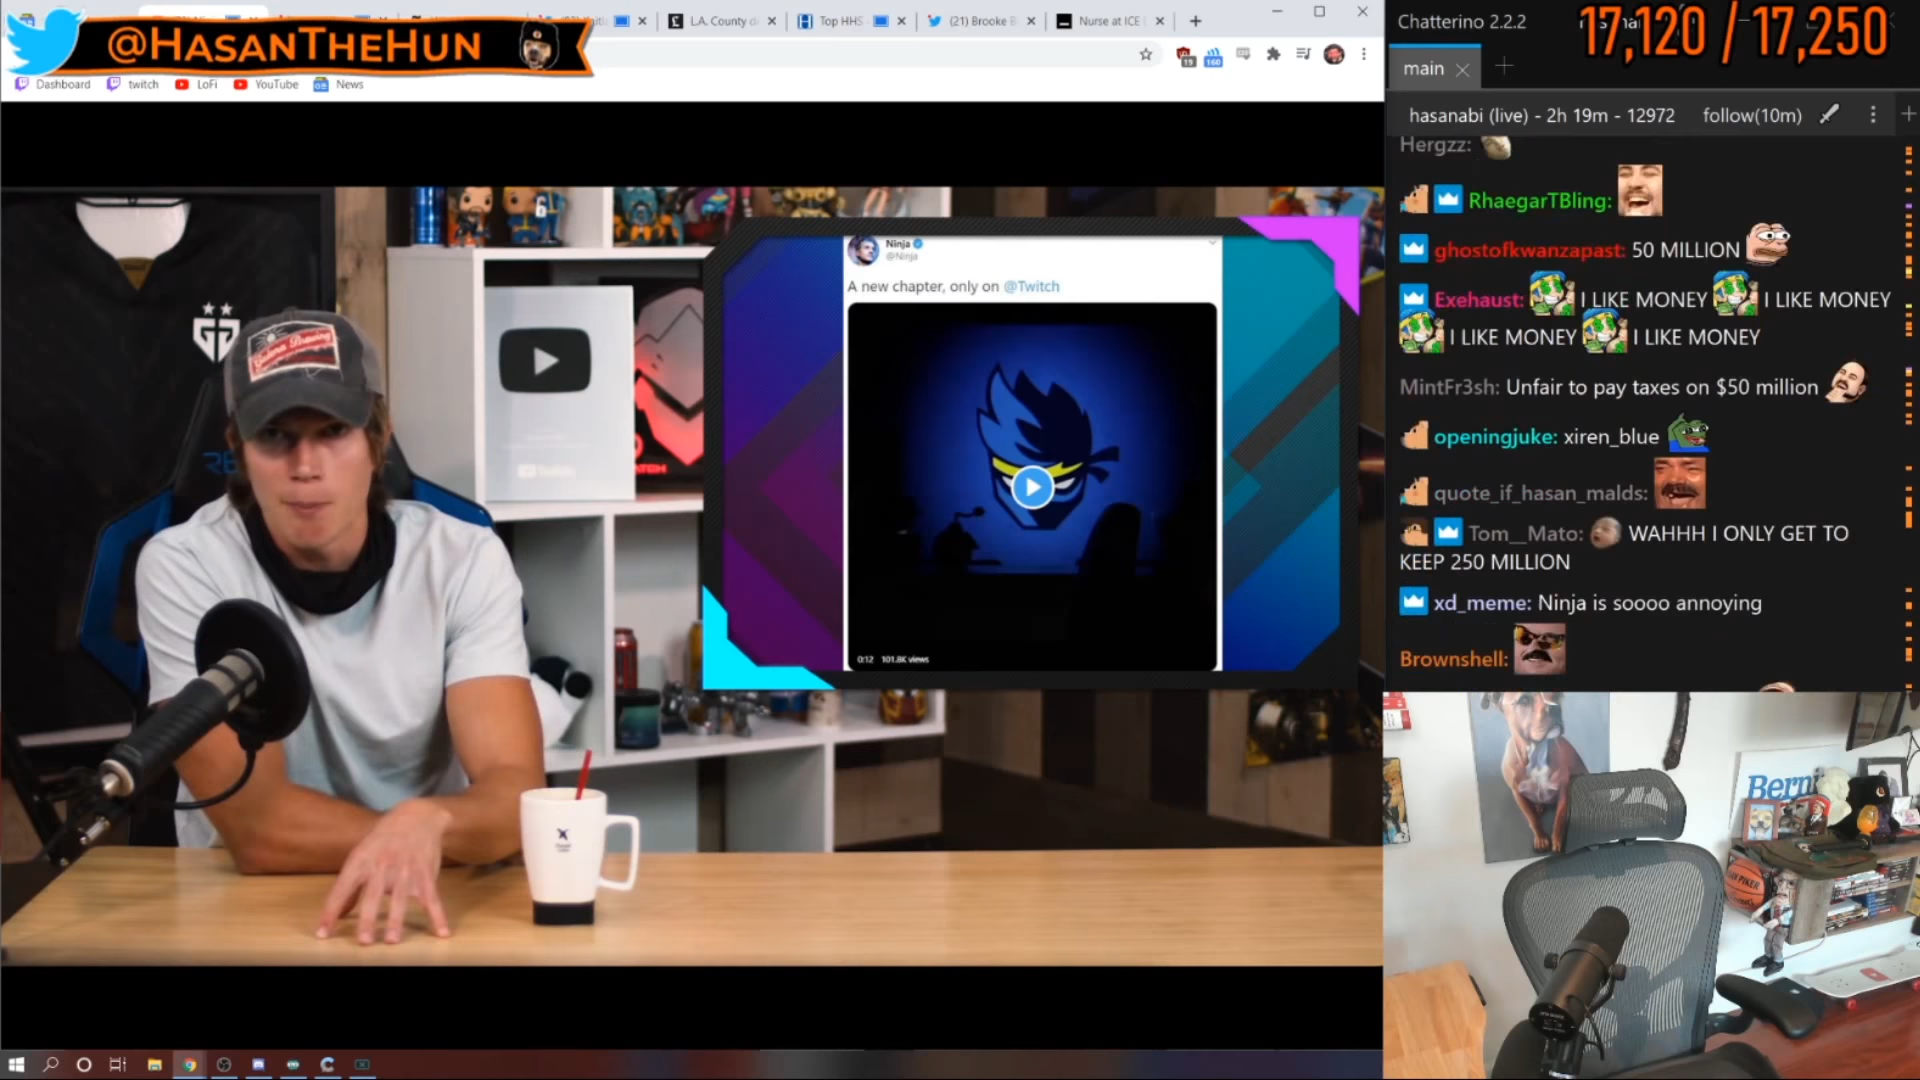 @HASANTHEHUN
L.A. County d
Top HHS
(21) Brooke B
Nurse at ICE
19
160
Dashboard
twitch
LoFi
YouTube
News
Ninja
@Ninja
A new chapter, only on @Twitch
0:12 101.8K views
Chatterino 2.2.2
17,120 / 17,250
main
hasanabi (live) - 2h 19m - 12972
follow(10m)
Hergzz:
RhaegarTBling:
ghostofkwanzapast: 50 MILLION
Exehaust: I LIKE MONEY I LIKE MONEY
I LIKE MONEY I LIKE MONEY
MintFr3sh: Unfair to pay taxes on $50 million
openingjuke: xiren_blue
quote_if_hasan_malds:
Tom__Mato: WAHHH I ONLY GET TO
KEEP 250 MILLION
xd_meme: Ninja is soooo annoying
Brownshell:
Bern
PIKER